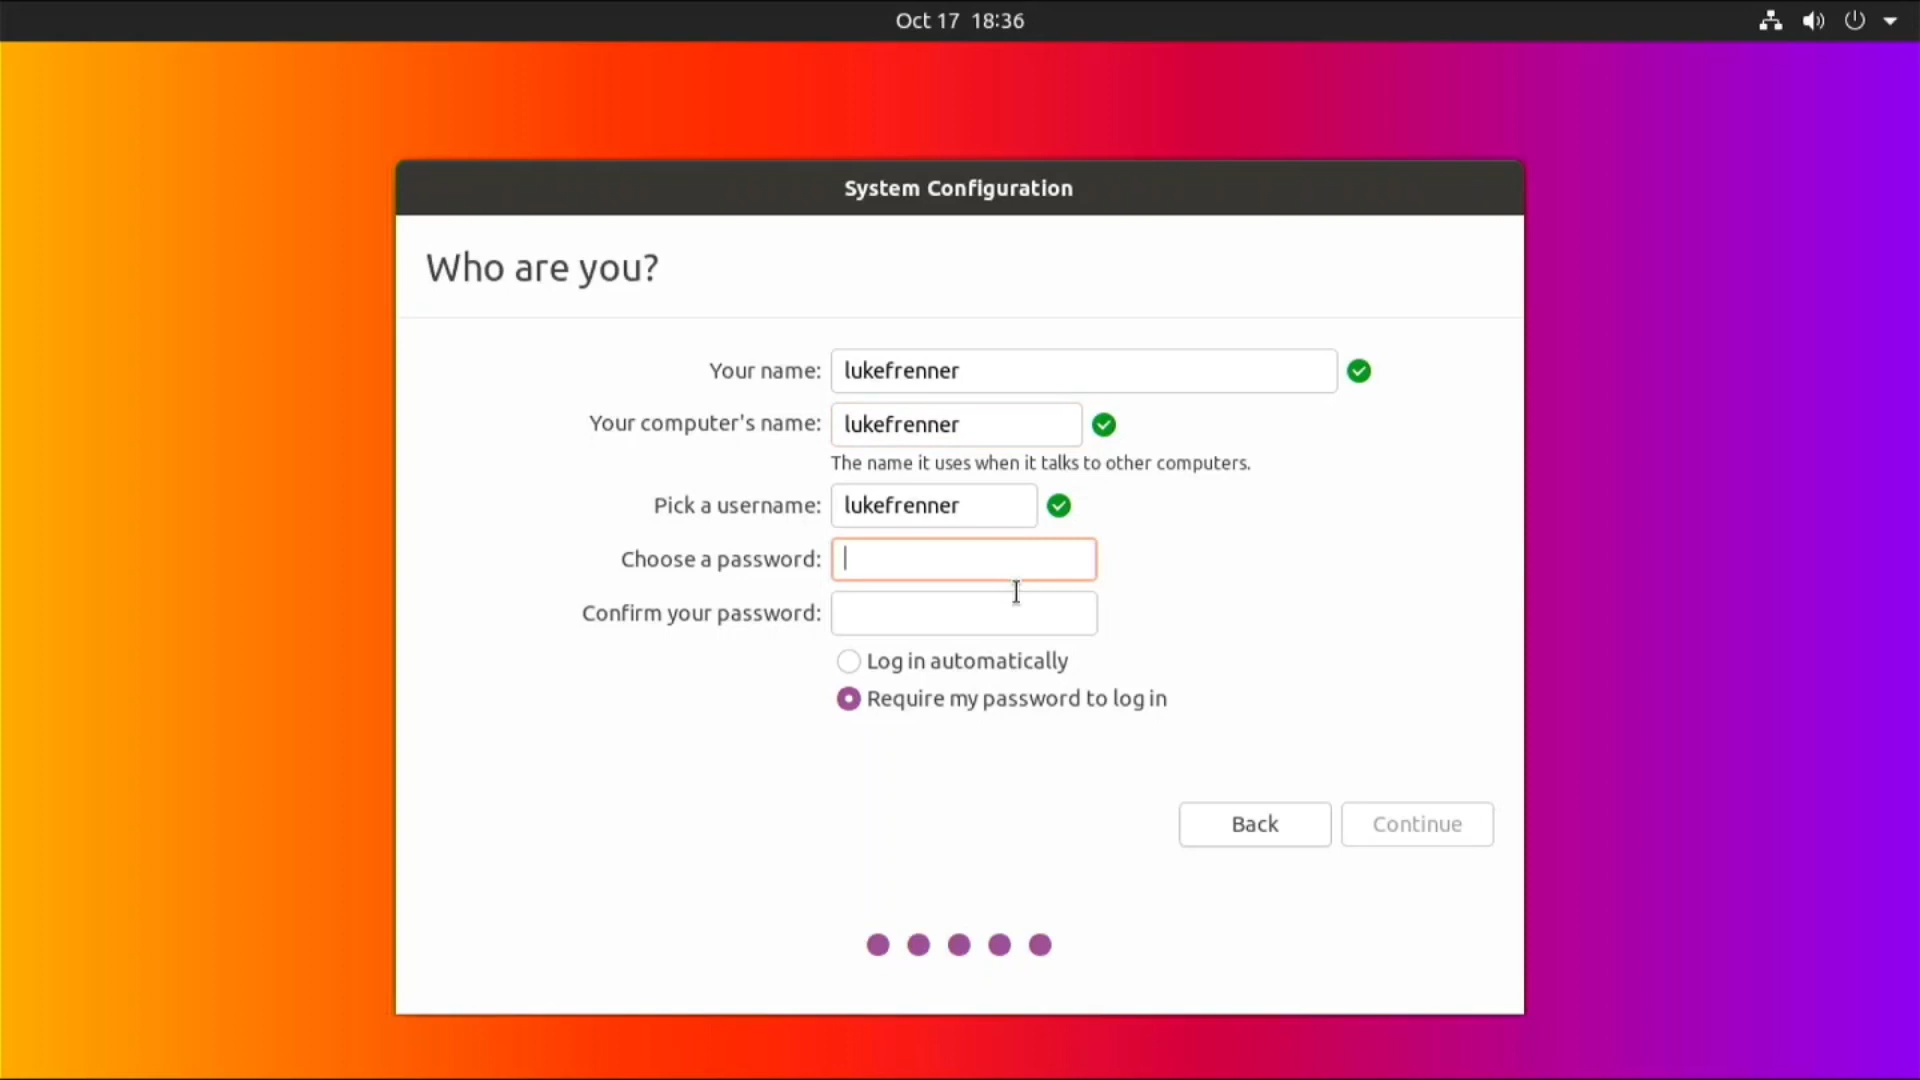 Oct 17 18:36
System Configuration
Who are you?
Your name: lukefrenner
Your computer's name: lukefrenner
The name it uses when it talks to other computers.
Pick a username: lukefrenner
Choose a password:
Confirm your password:
Log in automatically
Require my password to log in
Back Continue